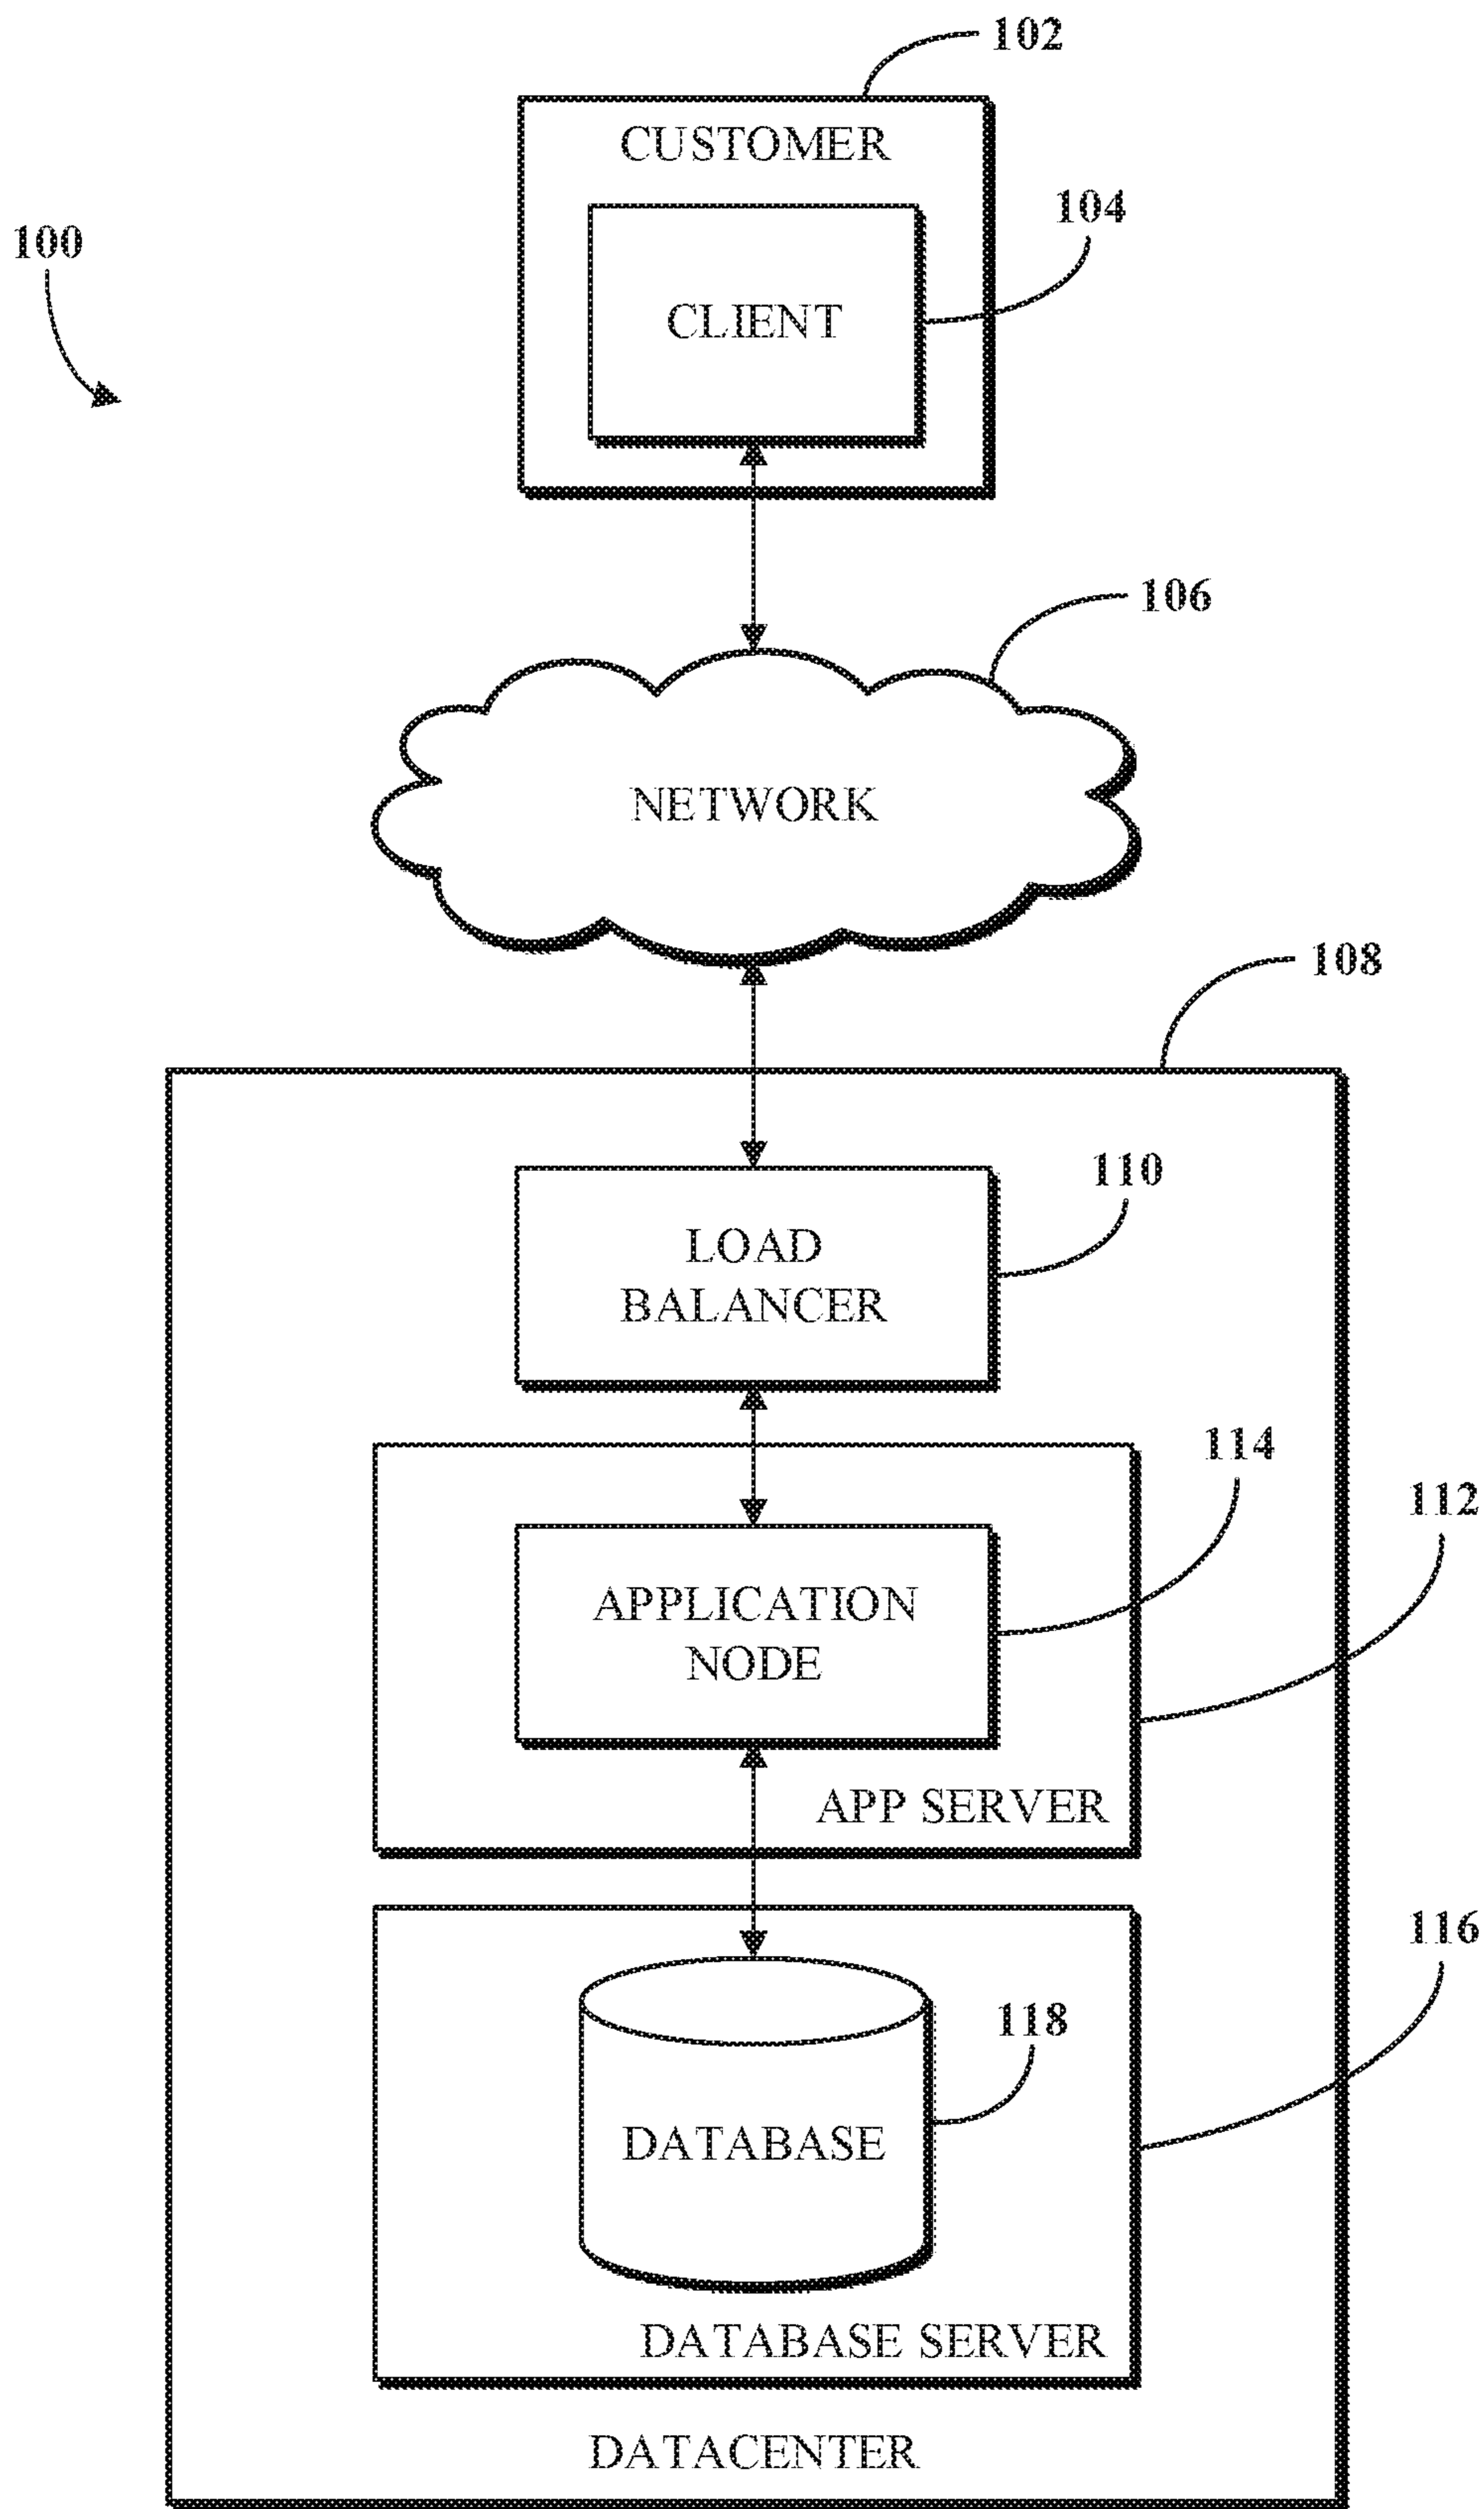 102
CUSTOMER
104
100
CLIENT
106
NETWORK
108
110
LOAD
BALANCER
114
112
APPLICATION
NODE
APP SERVER
116
118
DATABASE
DATABASE SERVER
DATACENTER